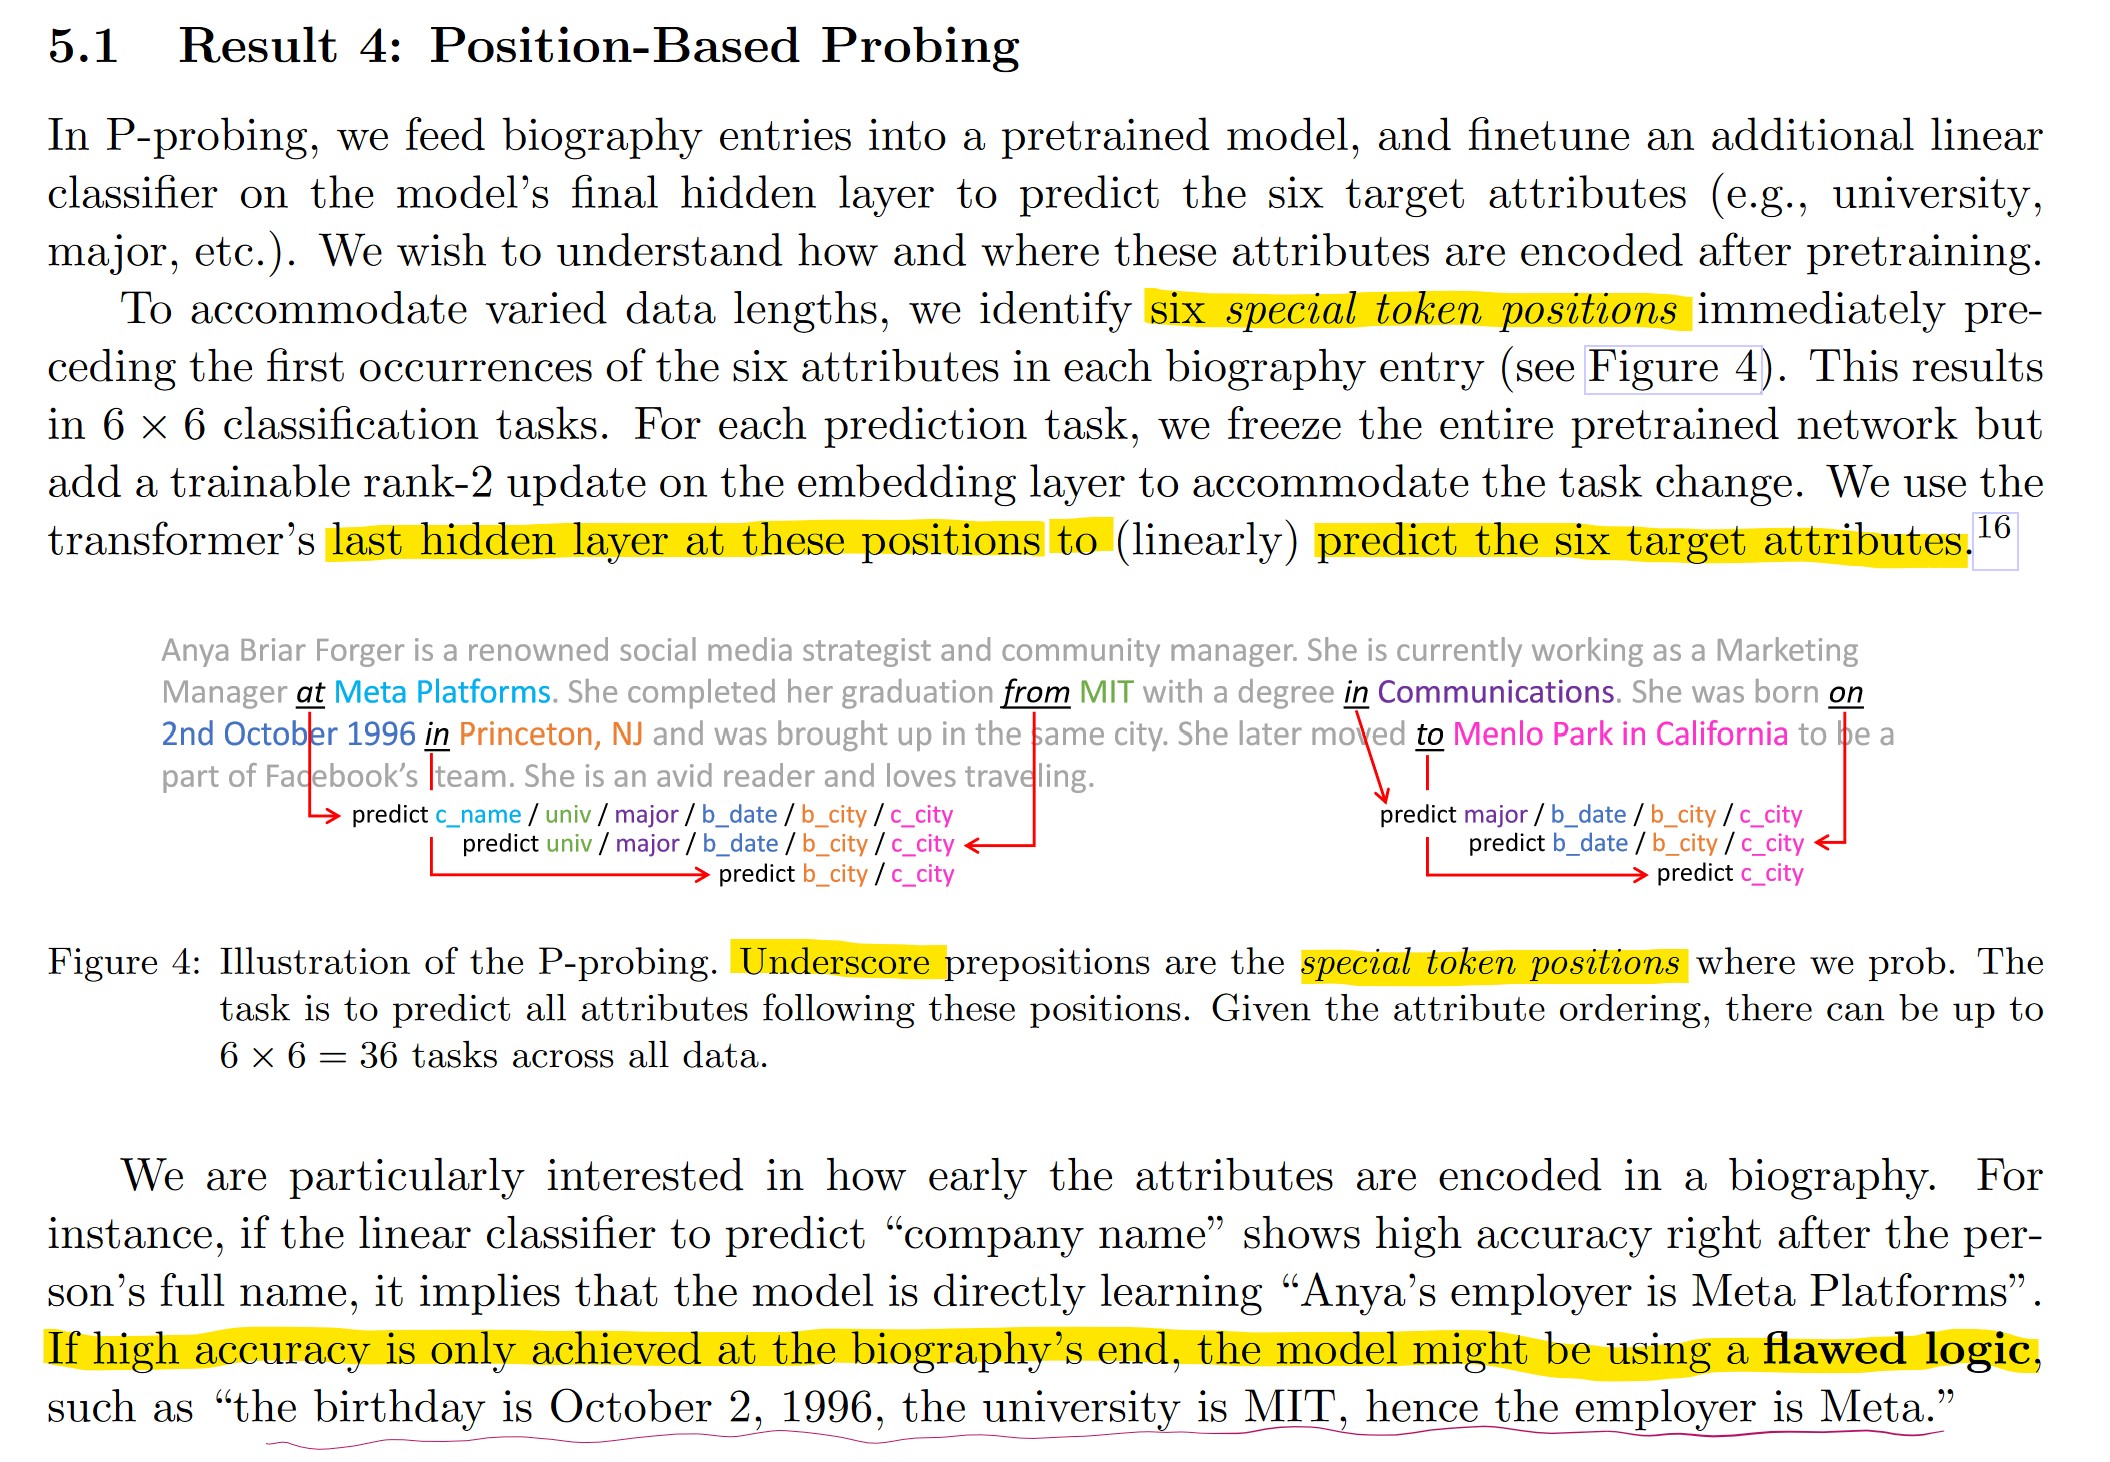 5.1 Result 4: Position-Based Probing
In P-probing, we feed biography entries into a pretrained model, and finetune an additional linear
classifier on the model's final hidden layer to predict the six target attributes (e.g., university,
major, etc.). We wish to understand how and where these attributes are encoded after pretraining.
To accommodate varied data lengths, we identify six special token positions immediately pre-
ceding the first occurrences of the six attributes in each biography entry (see Figure 4). This results
in 6 × 6 classification tasks. For each prediction task, we freeze the entire pretrained network but
add a trainable rank-2 update on the embedding layer to accommodate the task change. We use the
transformer's last hidden layer at these positions to (linearly) predict the six target attributes.16
Anya Briar Forger is a renowned social media strategist and community manager. She is currently working as a Marketing
Manager at Meta Platforms. She completed her graduation from MIT with a degree in Communications. She was born on
2nd October 1996 in Princeton, NJ and was brought up in the same city. She later moved to Menlo Park in California to be a
part of Facebook's team. She is an avid reader and loves traveling.
predict c_name / univ / major / b_date / b_city / c_city
predict univ / major / b_date / b_city / c_city
predict b_city / c_city
predict major / b_date / b_city / c_city
predict b_date / b_city / c_city
predict c_city
Figure 4: Illustration of the P-probing. Underscore prepositions are the special token positions where we prob. The
task is to predict all attributes following these positions. Given the attribute ordering, there can be up to
6 × 6 = 36 tasks across all data.
We are particularly interested in how early the attributes are encoded in a biography. For
instance, if the linear classifier to predict "company name" shows high accuracy right after the per-
son's full name, it implies that the model is directly learning "Anya's employer is Meta Platforms".
If high accuracy is only achieved at the biography's end, the model might be using a flawed logic,
such as "the birthday is October 2, 1996, the university is MIT, hence the employer is Meta."